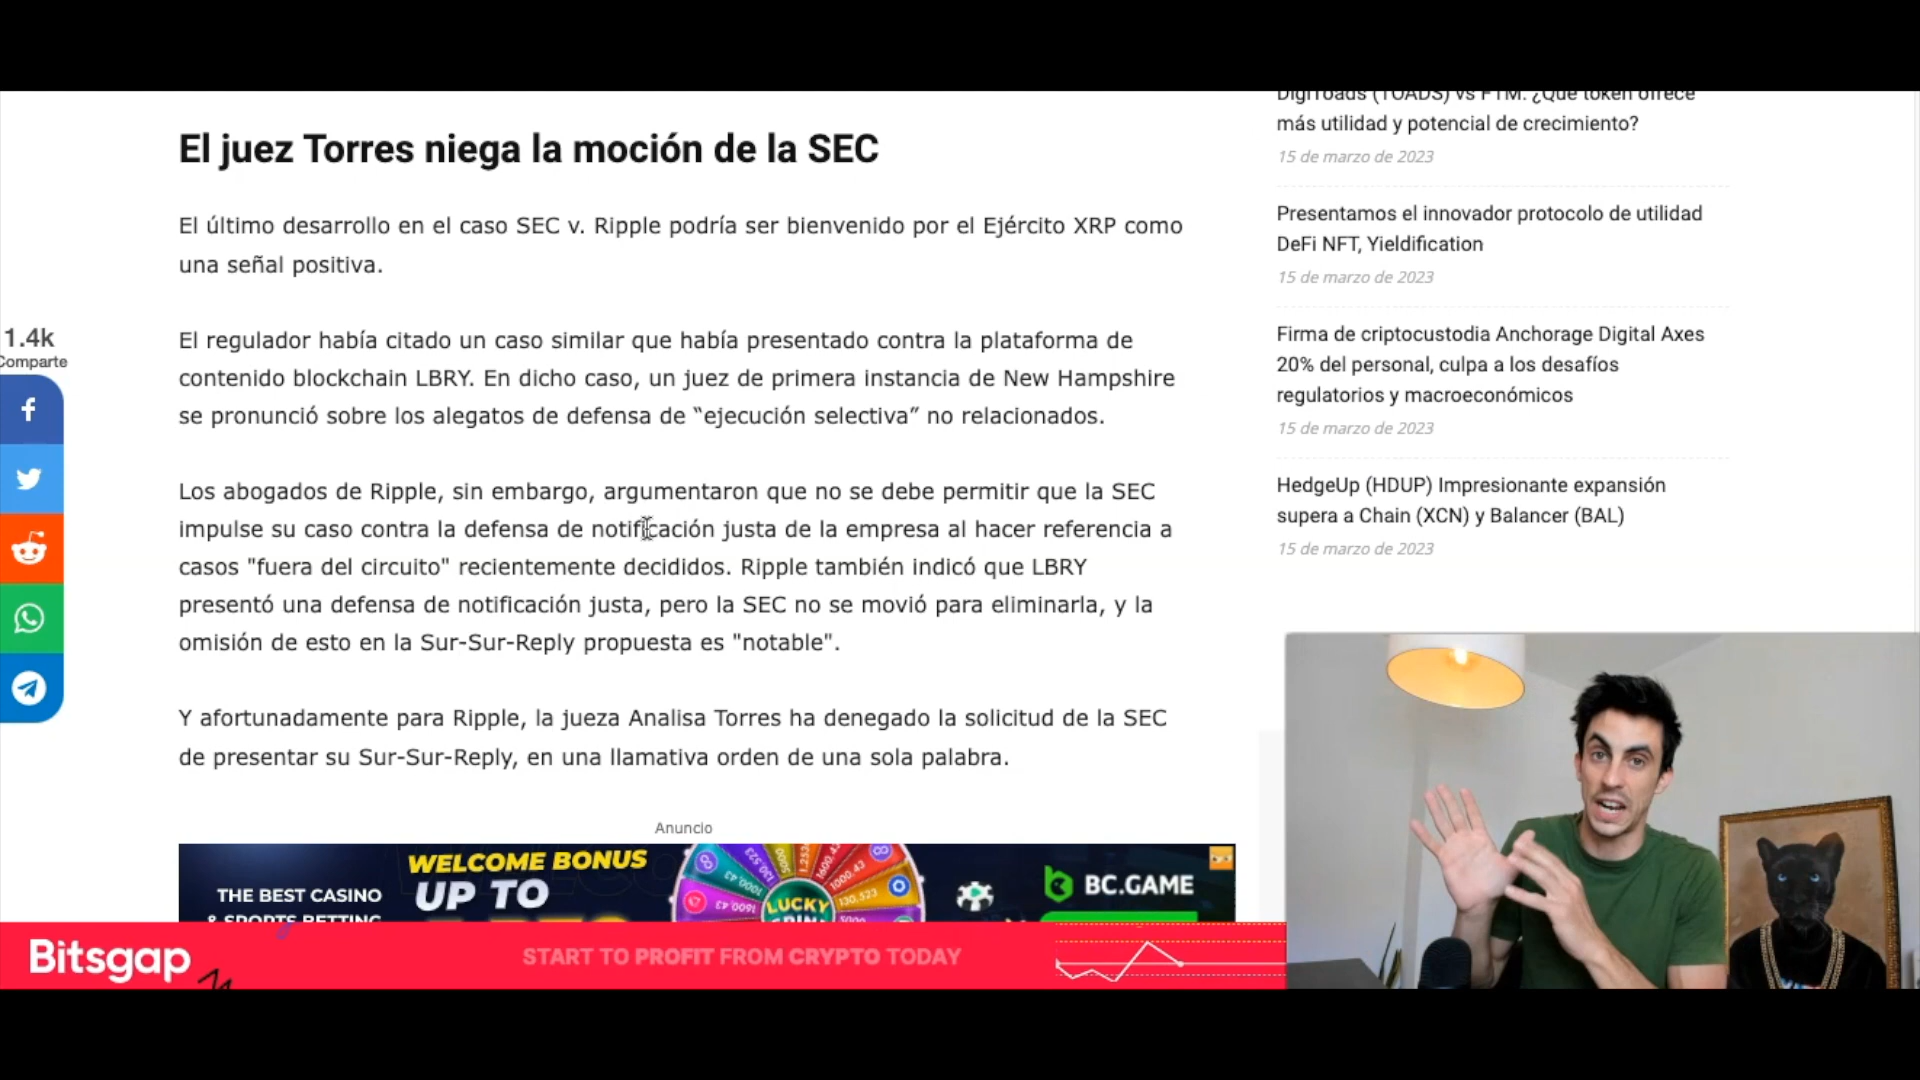 El juez Torres niega la moción de la SEC
El último desarrollo en el caso SEC v. Ripple podría ser bienvenido por el Ejército XRP como
una señal positiva.
El regulador había citado un caso similar que había presentado contra la plataforma de
contenido blockchain LBRY. En dicho caso, un juez de primera instancia de New Hampshire
se pronunció sobre los alegatos de defensa de “ejecución selectiva” no relacionados.
Los abogados de Ripple, sin embargo, argumentaron que no se debe permitir que la SEC
impulse su caso contra la defensa de notificación justa de la empresa al hacer referencia a
casos "fuera del circuito" recientemente decididos. Ripple también indicó que LBRY
presentó una defensa de notificación justa, pero la SEC no se movió para eliminarla, y la
omisión de esto en la Sur-Sur-Reply propuesta es "notable".
Y afortunadamente para Ripple, la jueza Analisa Torres ha denegado la solicitud de la SEC
de presentar su Sur-Sur-Reply, en una llamativa orden de una sola palabra.
1.4k
Comparte
Anuncio
THE BEST CASINO
& SPORTS BETTING
WELCOME BONUS
UP TO
LUCKY
BC.GAME
Bitsgap
START TO PROFIT FROM CRYPTO TODAY
DigiToads (TOADS) vs FTM: ¿Qué token ofrece
más utilidad y potencial de crecimiento?
15 de marzo de 2023
Presentamos el innovador protocolo de utilidad
DeFi NFT, Yieldification
15 de marzo de 2023
Firma de criptocustodia Anchorage Digital Axes
20% del personal, culpa a los desafíos
regulatorios y macroeconómicos
15 de marzo de 2023
HedgeUp (HDUP) Impresionante expansión
supera a Chain (XCN) y Balancer (BAL)
15 de marzo de 2023